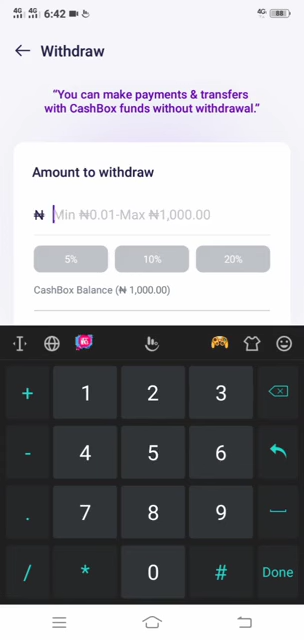 4G 4G 6:42 4G
Withdraw
“You can make payments & transfers
with CashBox funds without withdrawal.”
Amount to withdraw
₦ Min ₦0.01-Max ₦1,000.00
5% 10% 20%
CashBox Balance (₦ 1,000.00)
+ 1 2 3
- 4 5 6
. 7 8 9
/ * 0 # Done